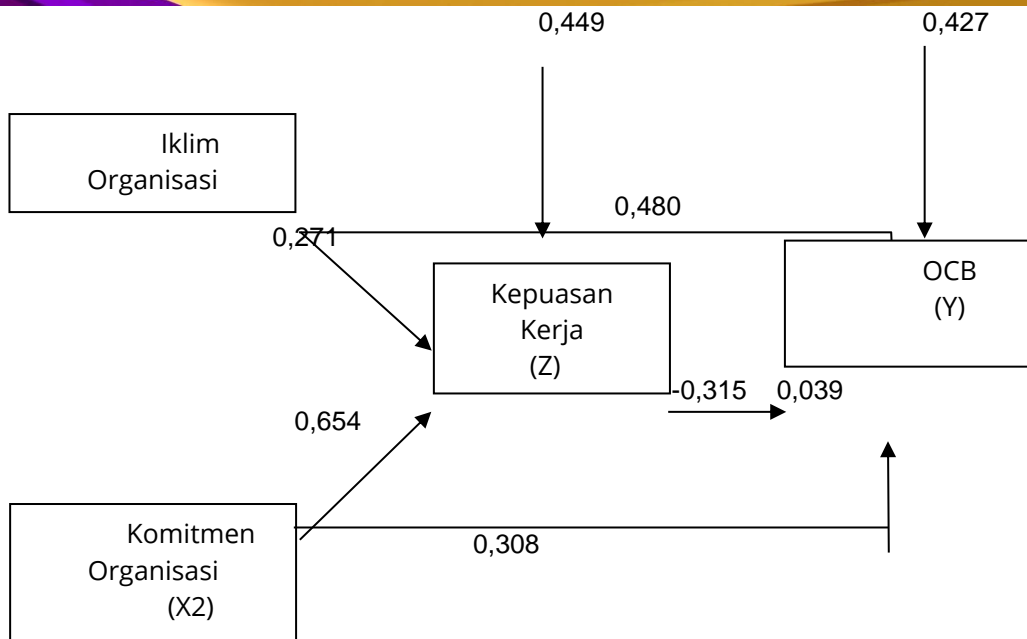 0,449
0,427
Iklim
Organisasi
0,480
0,271
OCB
(Y)
Kepuasan
Kerja
(Z)
-0,315
0,039
0,654
Komitmen
Organisasi
(X2)
0,308